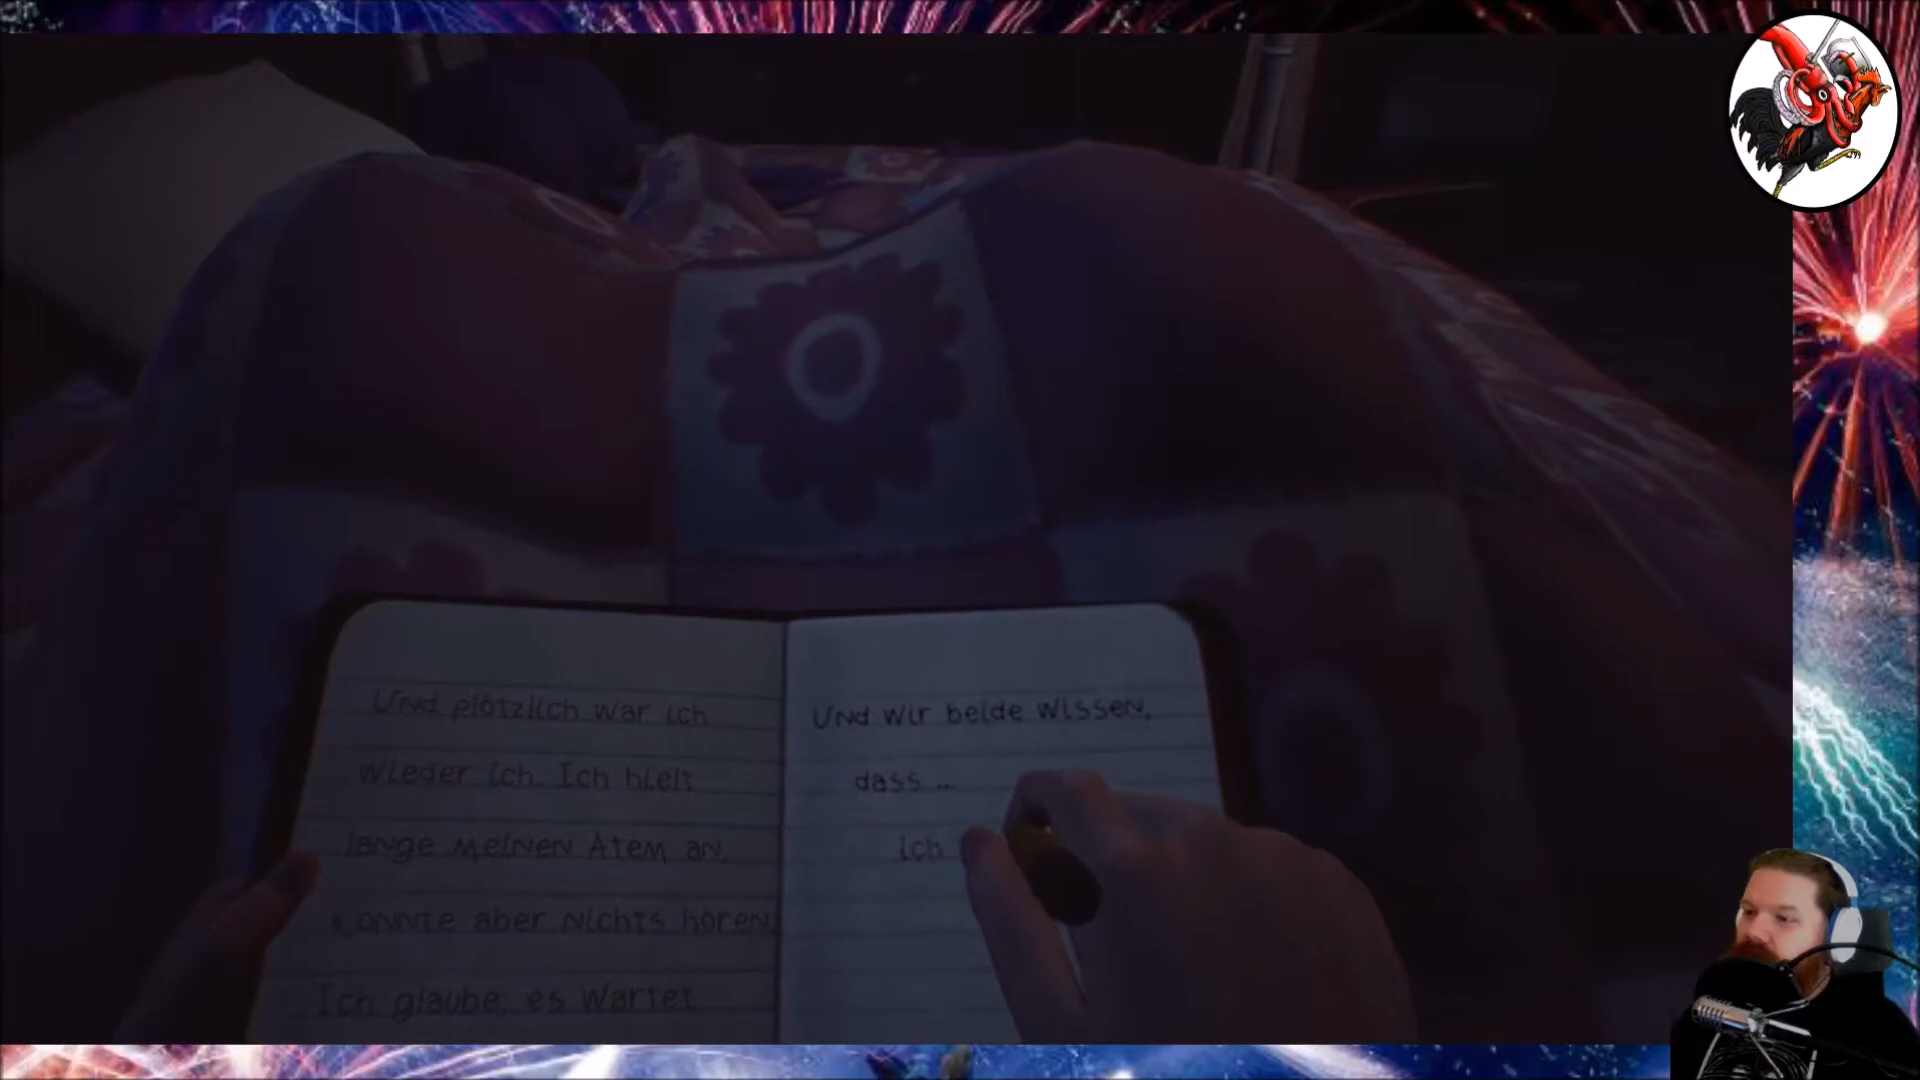 Und plötzlich war ich
wieder ich. Ich hielt
lange meinen Atem an,
konnte aber nichts hören.
Ich glaube, es wartet
Und wir beide wissen,
dass ...
ich